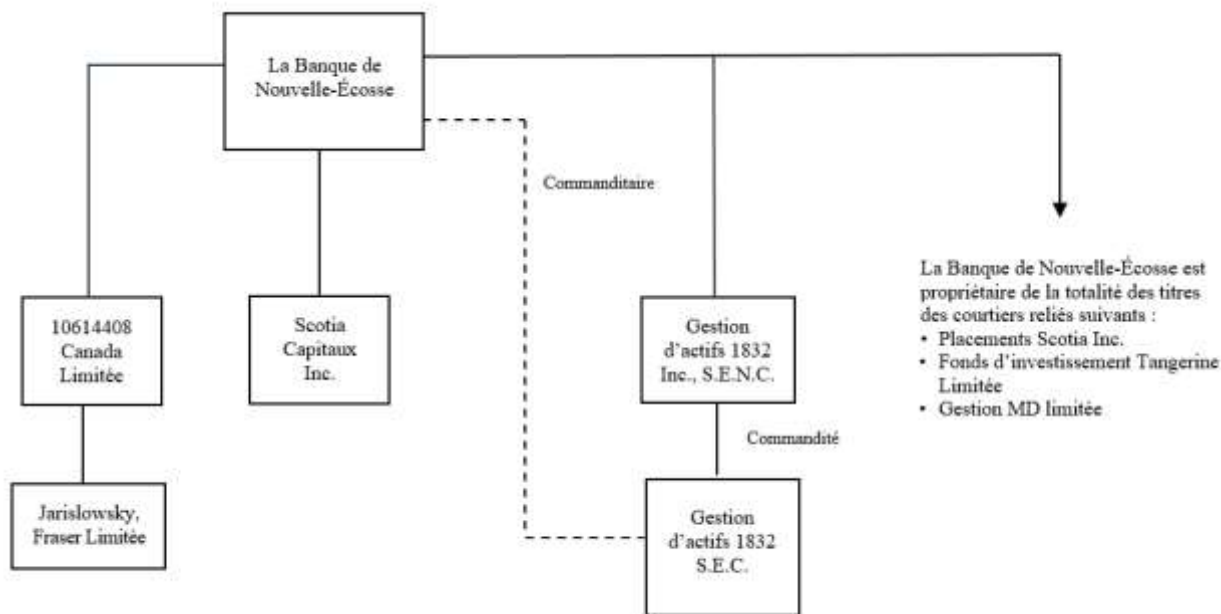 La Banque de
Nouvelle-Écosse
Commanditaire
La Banque de Nouvelle-Écosse est
propriétaire de la totalité des titres
des courtiers reliés suivants :
• Placements Scotia Inc.
• Fonds d'investissement Tangerine
Limitée
• Gestion MD limitée
10614408
Canada
Limitée
Scotia
Capitaux
Inc.
Gestion
d'actifs 1832
Inc., S.E.N.C.
Commandité
Jarislowsky,
Fraser Limitée
Gestion
d'actifs 1832
S.E.C.